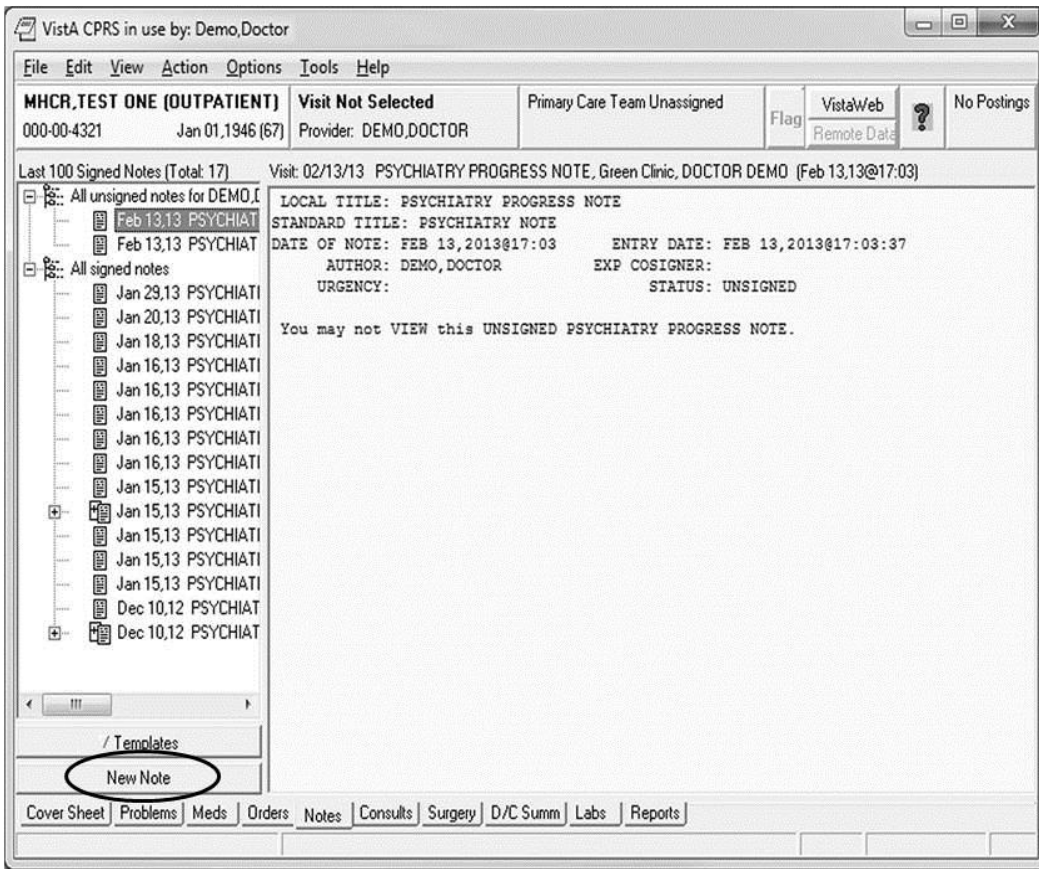 VistA CPRS in use by: Demo,Doctor
File Edit View Action Options Tools Help
MHCR,TEST ONE (OUTPATIENT) Visit Not Selected Primary Care Team Unassigned Flag VistaWeb ? No Postings
000-00-4321 Jan 01,1946 (67) Provider: DEMO,DOCTOR Remote Data
Last 100 Signed Notes (Total: 17) Visit: 02/13/13 PSYCHIATRY PROGRESS NOTE, Green Clinic, DOCTOR DEMO (Feb 13,13@17:03)
All unsigned notes for DEMO,D
Feb 13,13 PSYCHIAT
Feb 13,13 PSYCHIAT
All signed notes
Jan 29,13 PSYCHIATI
Jan 20,13 PSYCHIATI
Jan 18,13 PSYCHIATI
Jan 16,13 PSYCHIATI
Jan 16,13 PSYCHIATI
Jan 16,13 PSYCHIATI
Jan 16,13 PSYCHIATI
Jan 16,13 PSYCHIATI
Jan 15,13 PSYCHIATI
Jan 15,13 PSYCHIATI
Jan 15,13 PSYCHIATI
Jan 15,13 PSYCHIATI
Jan 15,13 PSYCHIATI
Dec 10,12 PSYCHIAT
Dec 10,12 PSYCHIAT
LOCAL TITLE: PSYCHIATRY PROGRESS NOTE
STANDARD TITLE: PSYCHIATRY NOTE
DATE OF NOTE: FEB 13,2013@17:03 ENTRY DATE: FEB 13,2013@17:03:37
AUTHOR: DEMO,DOCTOR EXP COSIGNER:
URGENCY: STATUS: UNSIGNED
You may not VIEW this UNSIGNED PSYCHIATRY PROGRESS NOTE.
/ Templates
New Note
Cover Sheet Problems Meds Orders Notes Consults Surgery D/C Summ Labs Reports